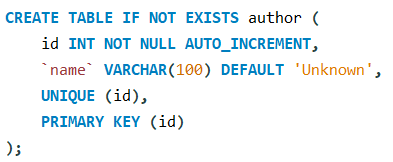 CREATE TABLE IF NOT EXISTS author (
    id INT NOT NULL AUTO_INCREMENT,
    `name` VARCHAR(100) DEFAULT 'Unknown',
    UNIQUE (id),
    PRIMARY KEY (id)
);